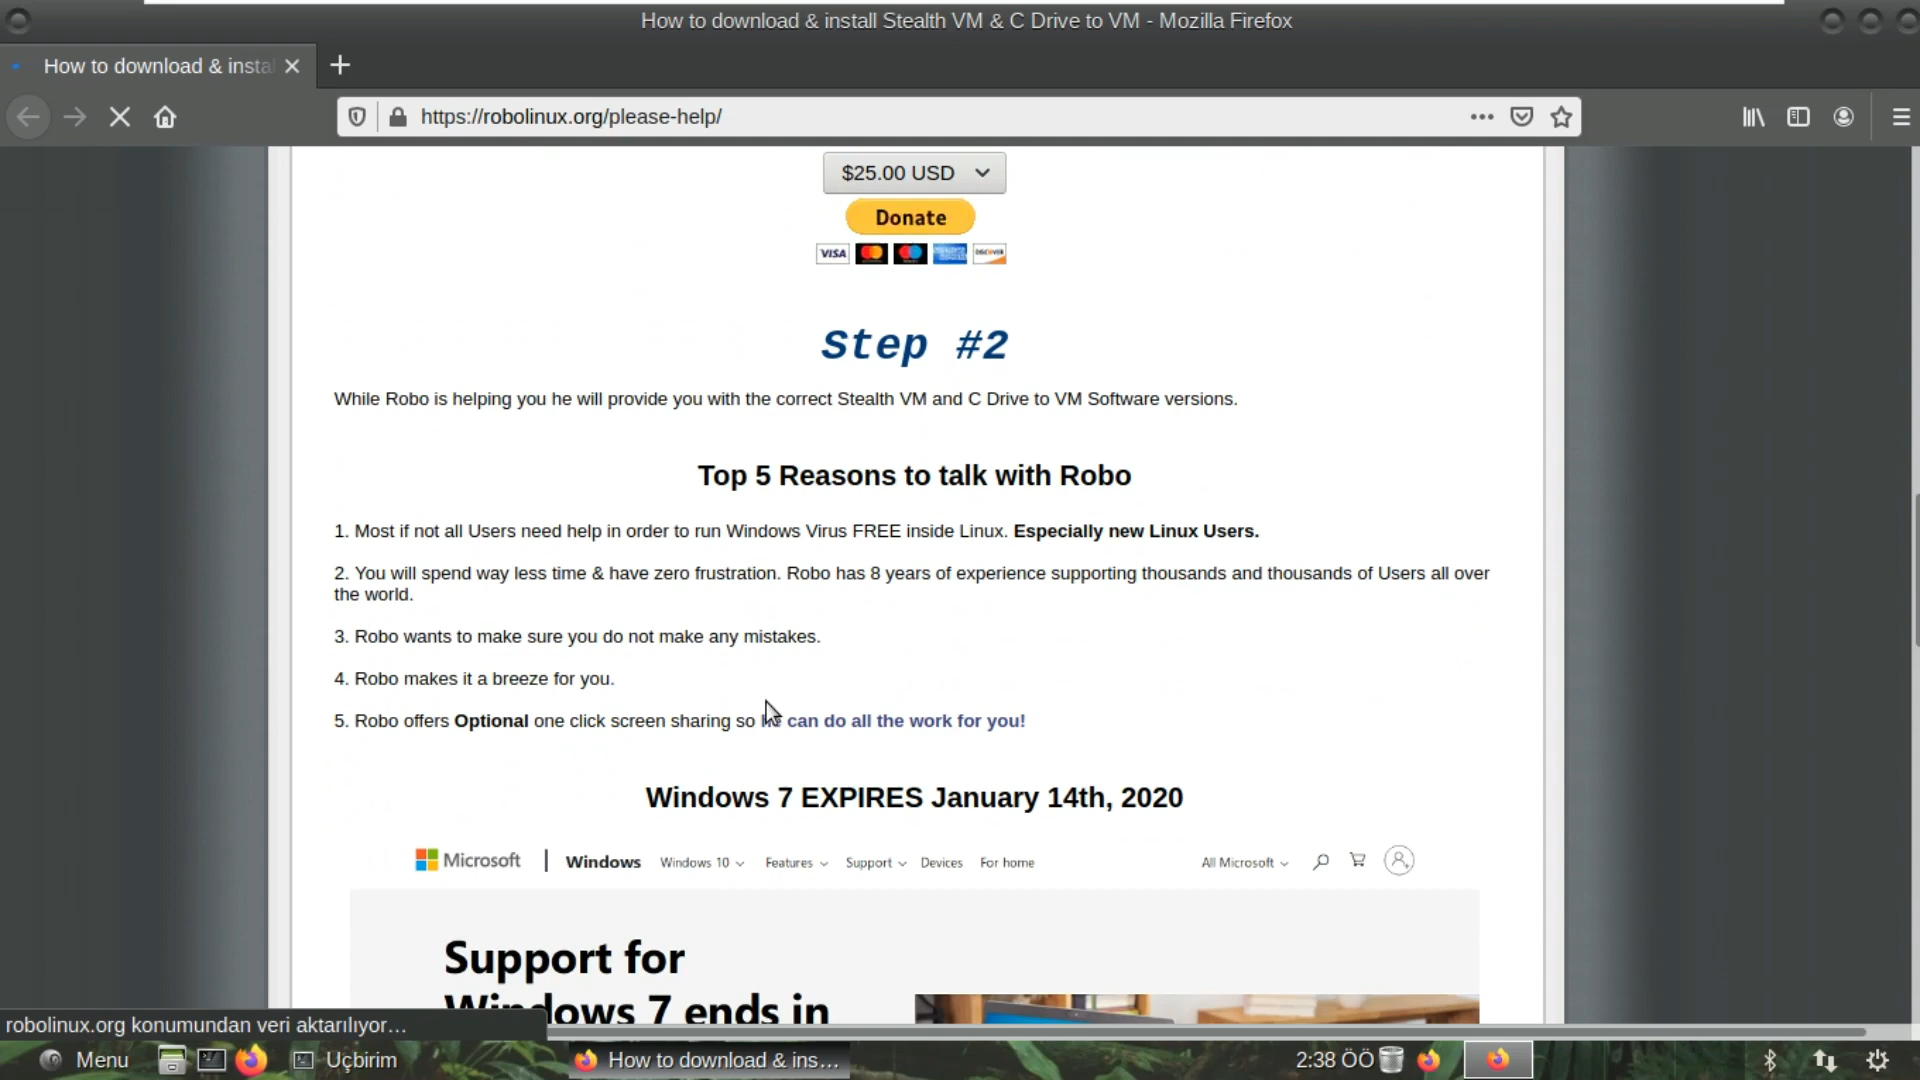 How to download & install Stealth VM & C Drive to VM - Mozilla Firefox
How to download & instal
https://robolinux.org/please-help/
$25.00 USD
Donate
VISA
DISCOVER
Step #2
While Robo is helping you he will provide you with the correct Stealth VM and C Drive to VM Software versions.
Top 5 Reasons to talk with Robo
1. Most if not all Users need help in order to run Windows Virus FREE inside Linux. Especially new Linux Users.
2. You will spend way less time & have zero frustration. Robo has 8 years of experience supporting thousands and thousands of Users all over
the world.
3. Robo wants to make sure you do not make any mistakes.
4. Robo makes it a breeze for you.
5. Robo offers Optional one click screen sharing so he can do all the work for you!
Windows 7 EXPIRES January 14th, 2020
Microsoft | Windows Windows 10 Features Support Devices For home All Microsoft
Support for
Windows 7 ends in
robolinux.org konumundan veri aktarılıyor...
Menu Uçbirim How to download & ins... 2:38 ÖÖ